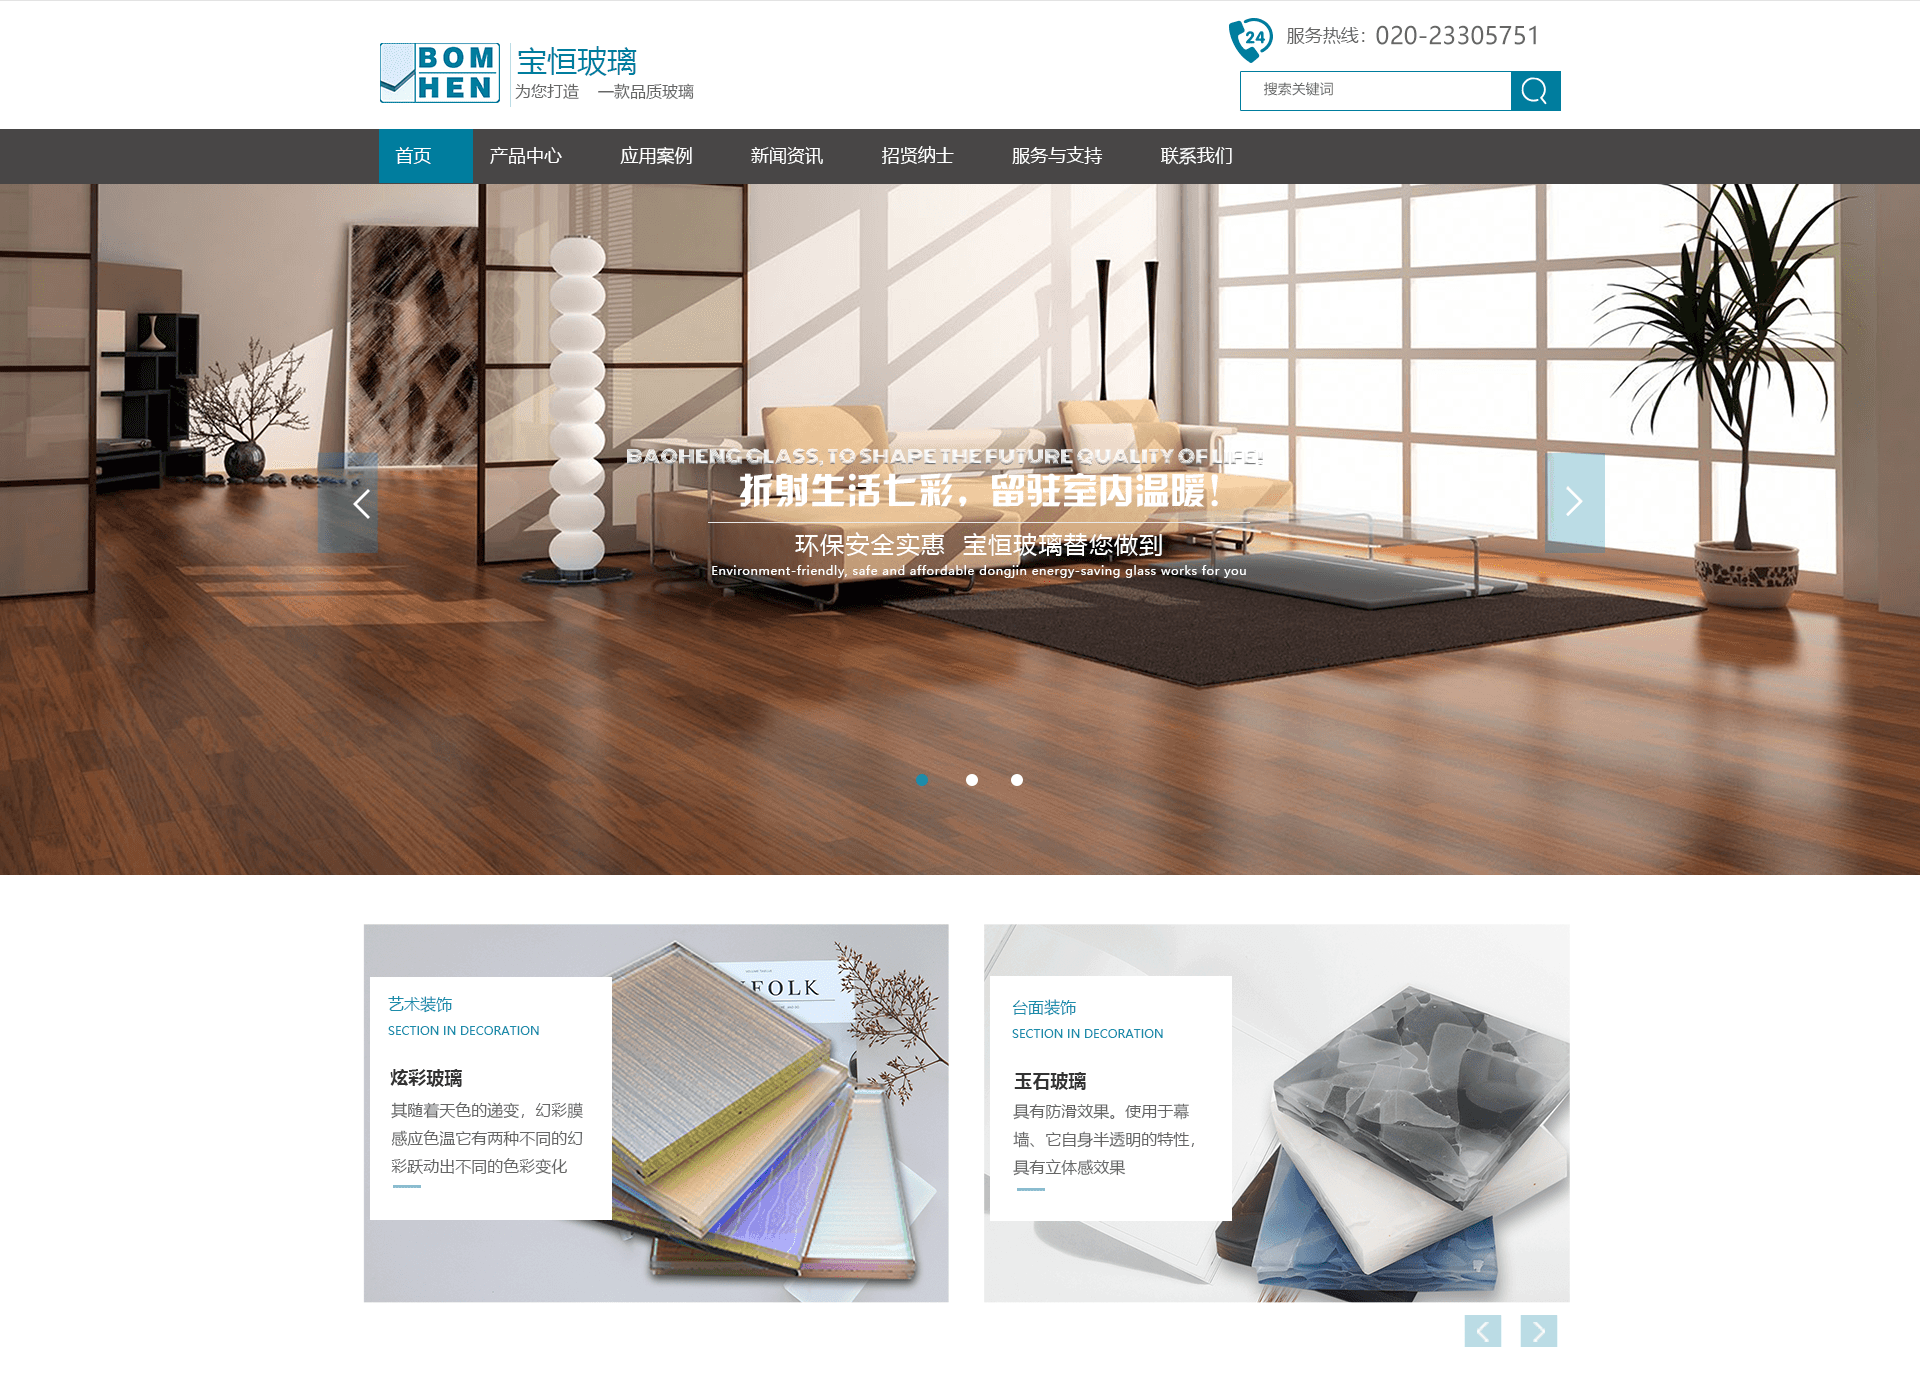 BOM
HEN
宝恒玻璃
为您打造 一款品质玻璃
24
服务热线：020-23305751
搜索关键词
首页 产品中心 应用案例 新闻资讯 招贤纳士 服务与支持 联系我们
BAOHENG GLASS, TO SHAPE THE FUTURE QUALITY OF LIFE!
折射生活七彩，留驻室内温暖！
环保安全实惠 宝恒玻璃替您做到
Environment-friendly, safe and affordable dongjin energy-saving glass works for you
艺术装饰
SECTION IN DECORATION
炫彩玻璃
其随着天色的递变，幻彩膜
感应色温它有两种不同的幻
彩跃动出不同的色彩变化
FOLK
台面装饰
SECTION IN DECORATION
玉石玻璃
具有防滑效果。使用于幕
墙、它自身半透明的特性，
具有立体感效果